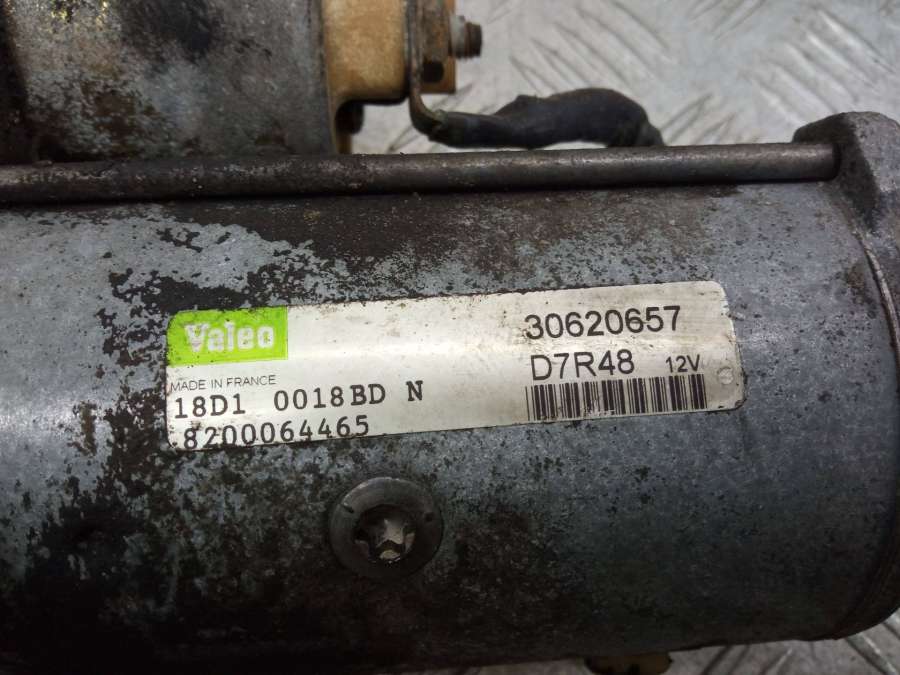 Valeo
MADE IN FRANCE
18D1 0018BD N
8200064465
30620657
D7R48 12V